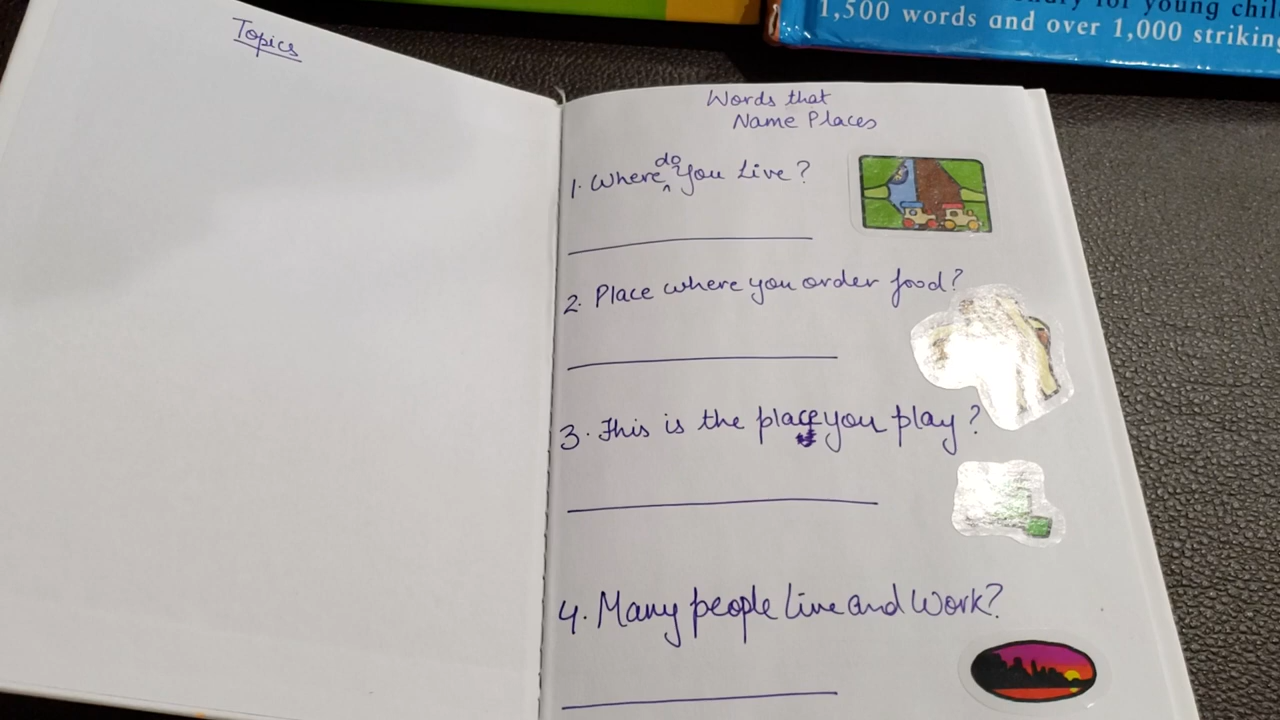 Topics
1,500 words and over 1,000 striking
Words that
Name Places
1. Where do you live?
2. Place where you order food?
3. This is the place you play?
4. Many people live and work?